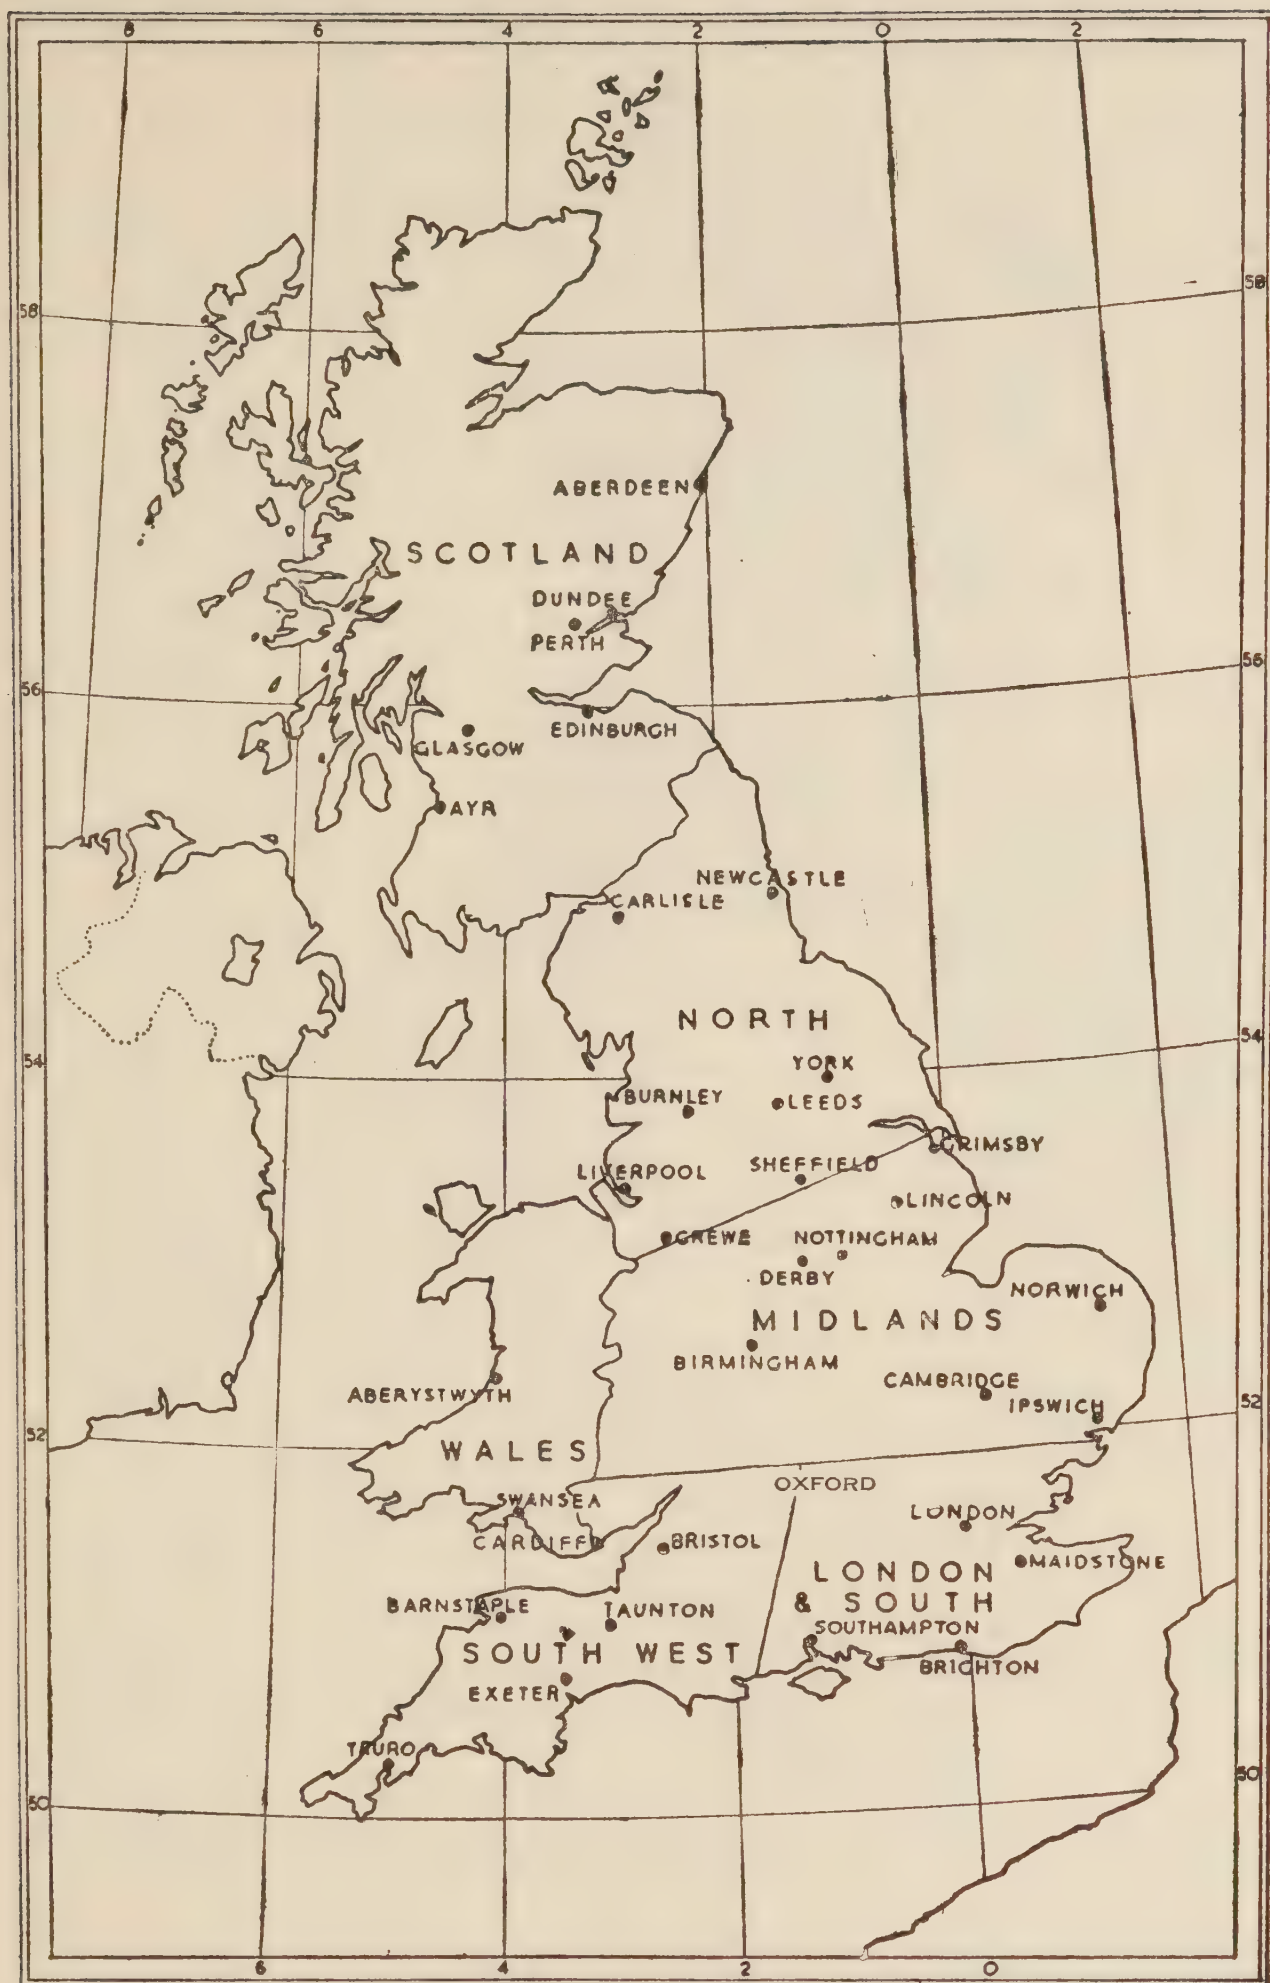 8 6 4 2 0 2
58 58
ABERDEEN
SCOTLAND
DUNDEE
PERTH
56 56
EDINBURGH
GLASGOW
AYR
NEWCASTLE
CARLISLE
NORTH
54 54
YORK
BURNLEY
LEEDS
GRIMSBY
SHEFFIELD
LIVERPOOL
LINCOLN
CREWE
NOTTINGHAM
DERBY
NORWICH
MIDLANDS
BIRMINGHAM
CAMBRIDGE
ABERYSTWYTH
IPSWICH
52 52
WALES
OXFORD
SWANSEA
LONDON
CARDIFF
BRISTOL
MAIDSTONE
LONDON
& SOUTH
BARNSTAPLE
TAUNTON
SOUTHAMPTON
SOUTH WEST
BRIGHTON
EXETER
TRURO
50 50
6 4 2 0